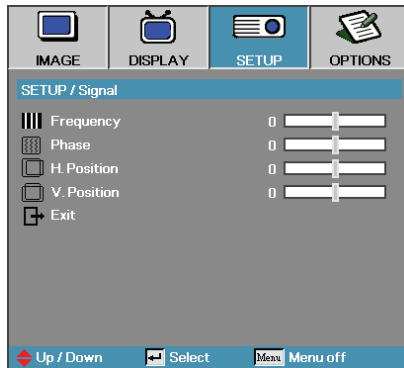 IMAGE DISPLAY SETUP OPTIONS
SETUP / Signal
Frequency 0
Phase 0
H. Position 0
V. Position 0
Exit
Up / Down Select Menu Menu off